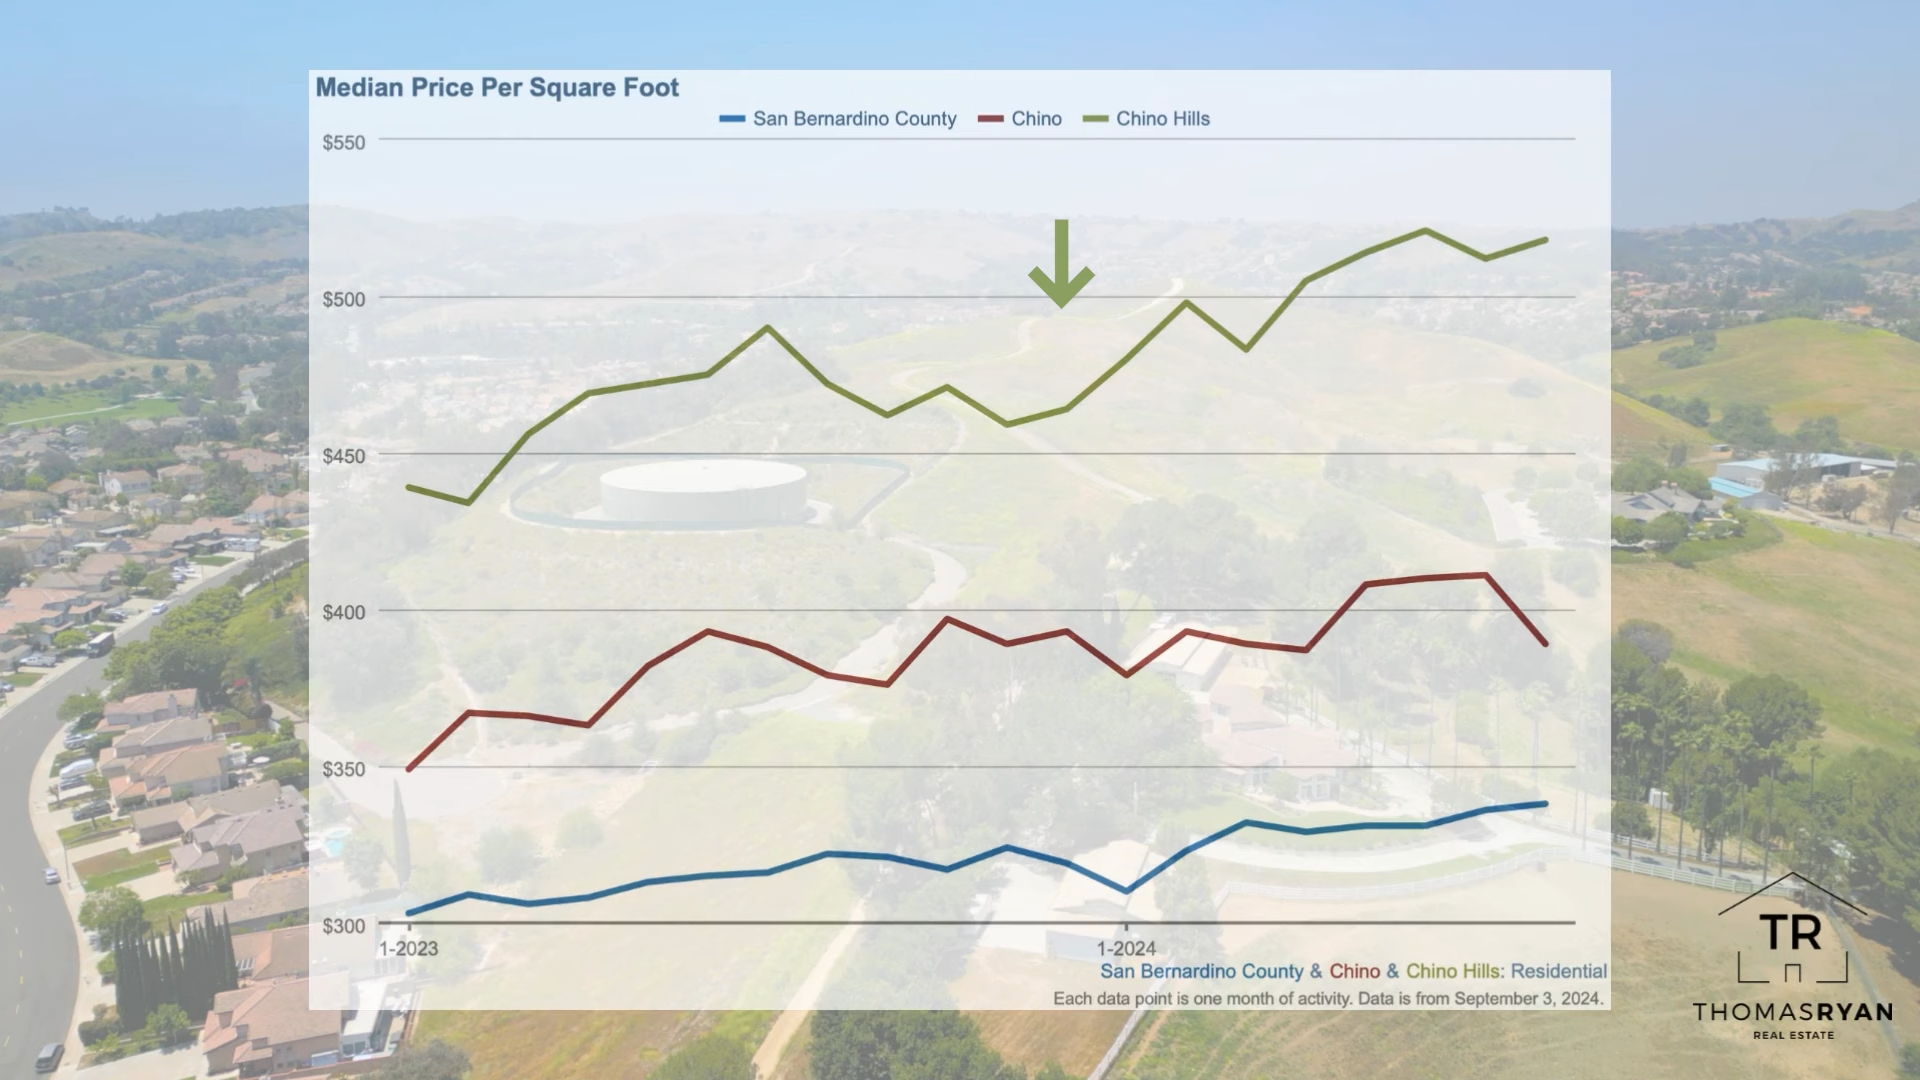 Median Price Per Square Foot
San Bernardino County Chino Chino Hills
$550
$500
$450
$400
$350
$300
1-2023 1-2024
San Bernardino County & Chino & Chino Hills: Residential
Each data point is one month of activity. Data is from September 3, 2024.
TR
THOMASRYAN
REAL ESTATE